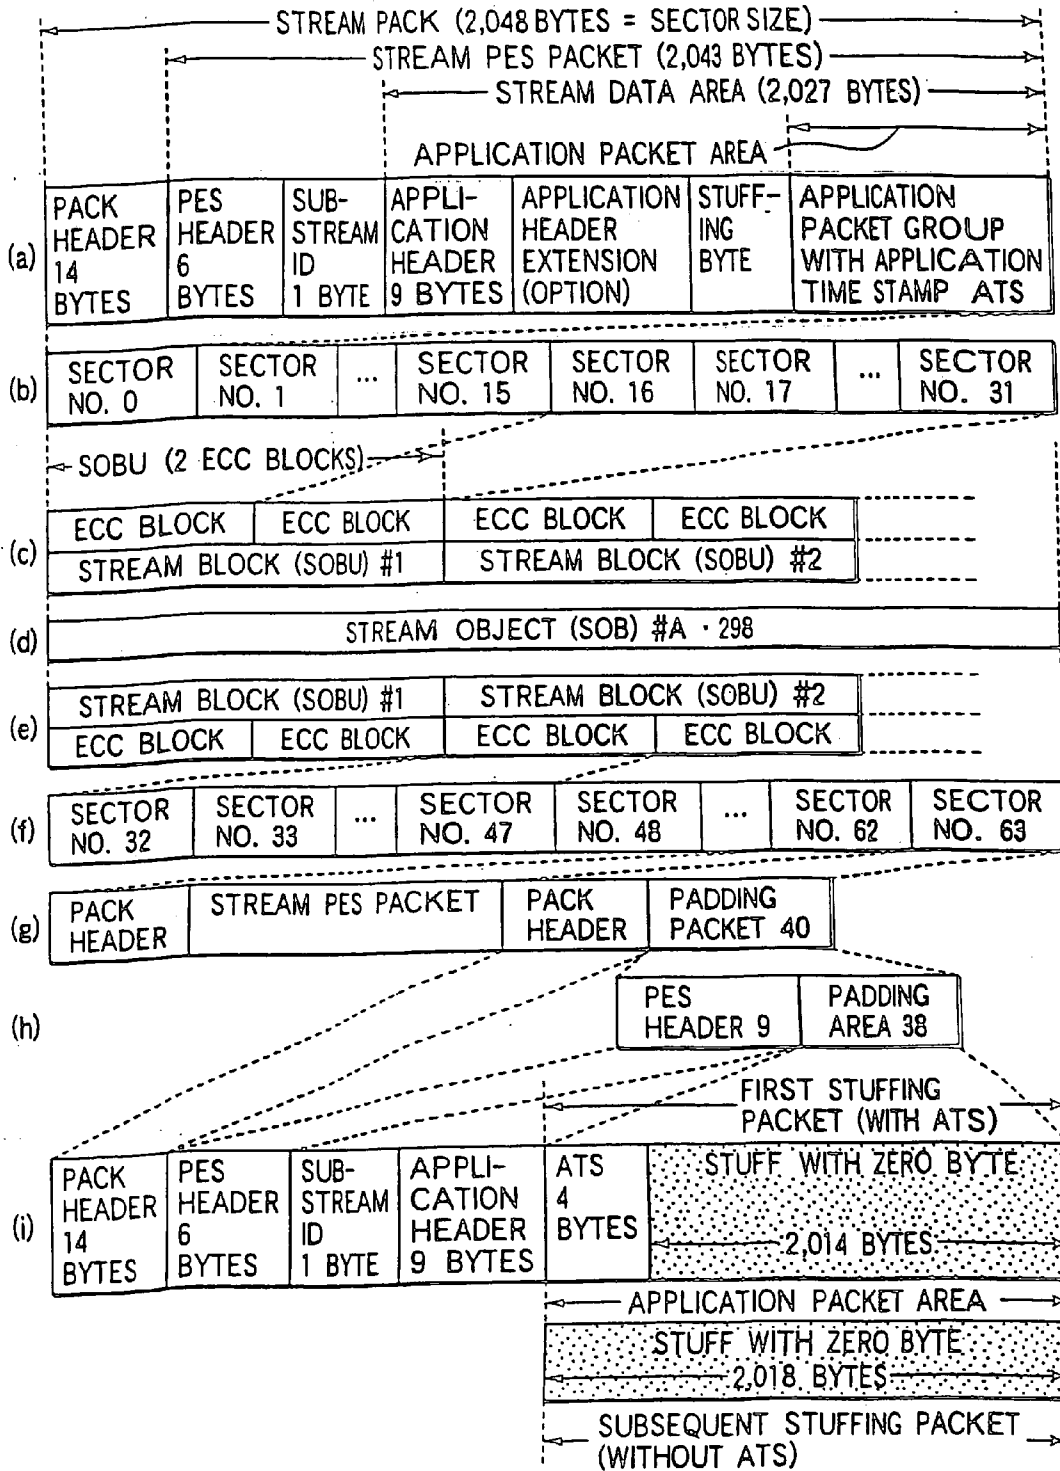 STREAM PACK (2,048 BYTES = SECTOR SIZE)
STREAM PES PACKET (2,043 BYTES)
STREAM DATA AREA (2,027 BYTES)
APPLICATION PACKET AREA
(a)
PACK
HEADER
14
BYTES
PES
HEADER
6
BYTES
SUB-
STREAM
ID
1 BYTE
APPLI-
CATION
HEADER
9 BYTES
APPLICATION
HEADER
EXTENSION
(OPTION)
STUFF-
ING
BYTE
APPLICATION
PACKET GROUP
WITH APPLICATION
TIME STAMP ATS
(b)
SECTOR
NO. 0
SECTOR
NO. 1
...
SECTOR
NO. 15
SECTOR
NO. 16
SECTOR
NO. 17
...
SECTOR
NO. 31
SOBU (2 ECC BLOCKS)
(c)
ECC BLOCK
ECC BLOCK
ECC BLOCK
ECC BLOCK
STREAM BLOCK (SOBU) #1
STREAM BLOCK (SOBU) #2
(d)
STREAM OBJECT (SOB) #A · 298
(e)
STREAM BLOCK (SOBU) #1
STREAM BLOCK (SOBU) #2
ECC BLOCK
ECC BLOCK
ECC BLOCK
ECC BLOCK
(f)
SECTOR
NO. 32
SECTOR
NO. 33
...
SECTOR
NO. 47
SECTOR
NO. 48
...
SECTOR
NO. 62
SECTOR
NO. 63
(g)
PACK
HEADER
STREAM PES PACKET
PACK
HEADER
PADDING
PACKET 40
(h)
PES
HEADER 9
PADDING
AREA 38
FIRST STUFFING
PACKET (WITH ATS)
(i)
PACK
HEADER
14
BYTES
PES
HEADER
6
BYTES
SUB-
STREAM
ID
1 BYTE
APPLI-
CATION
HEADER
9 BYTES
ATS
4
BYTES
STUFF WITH ZERO BYTE
2,014 BYTES
APPLICATION PACKET AREA
STUFF WITH ZERO BYTE
2,018 BYTES
SUBSEQUENT STUFFING PACKET
(WITHOUT ATS)